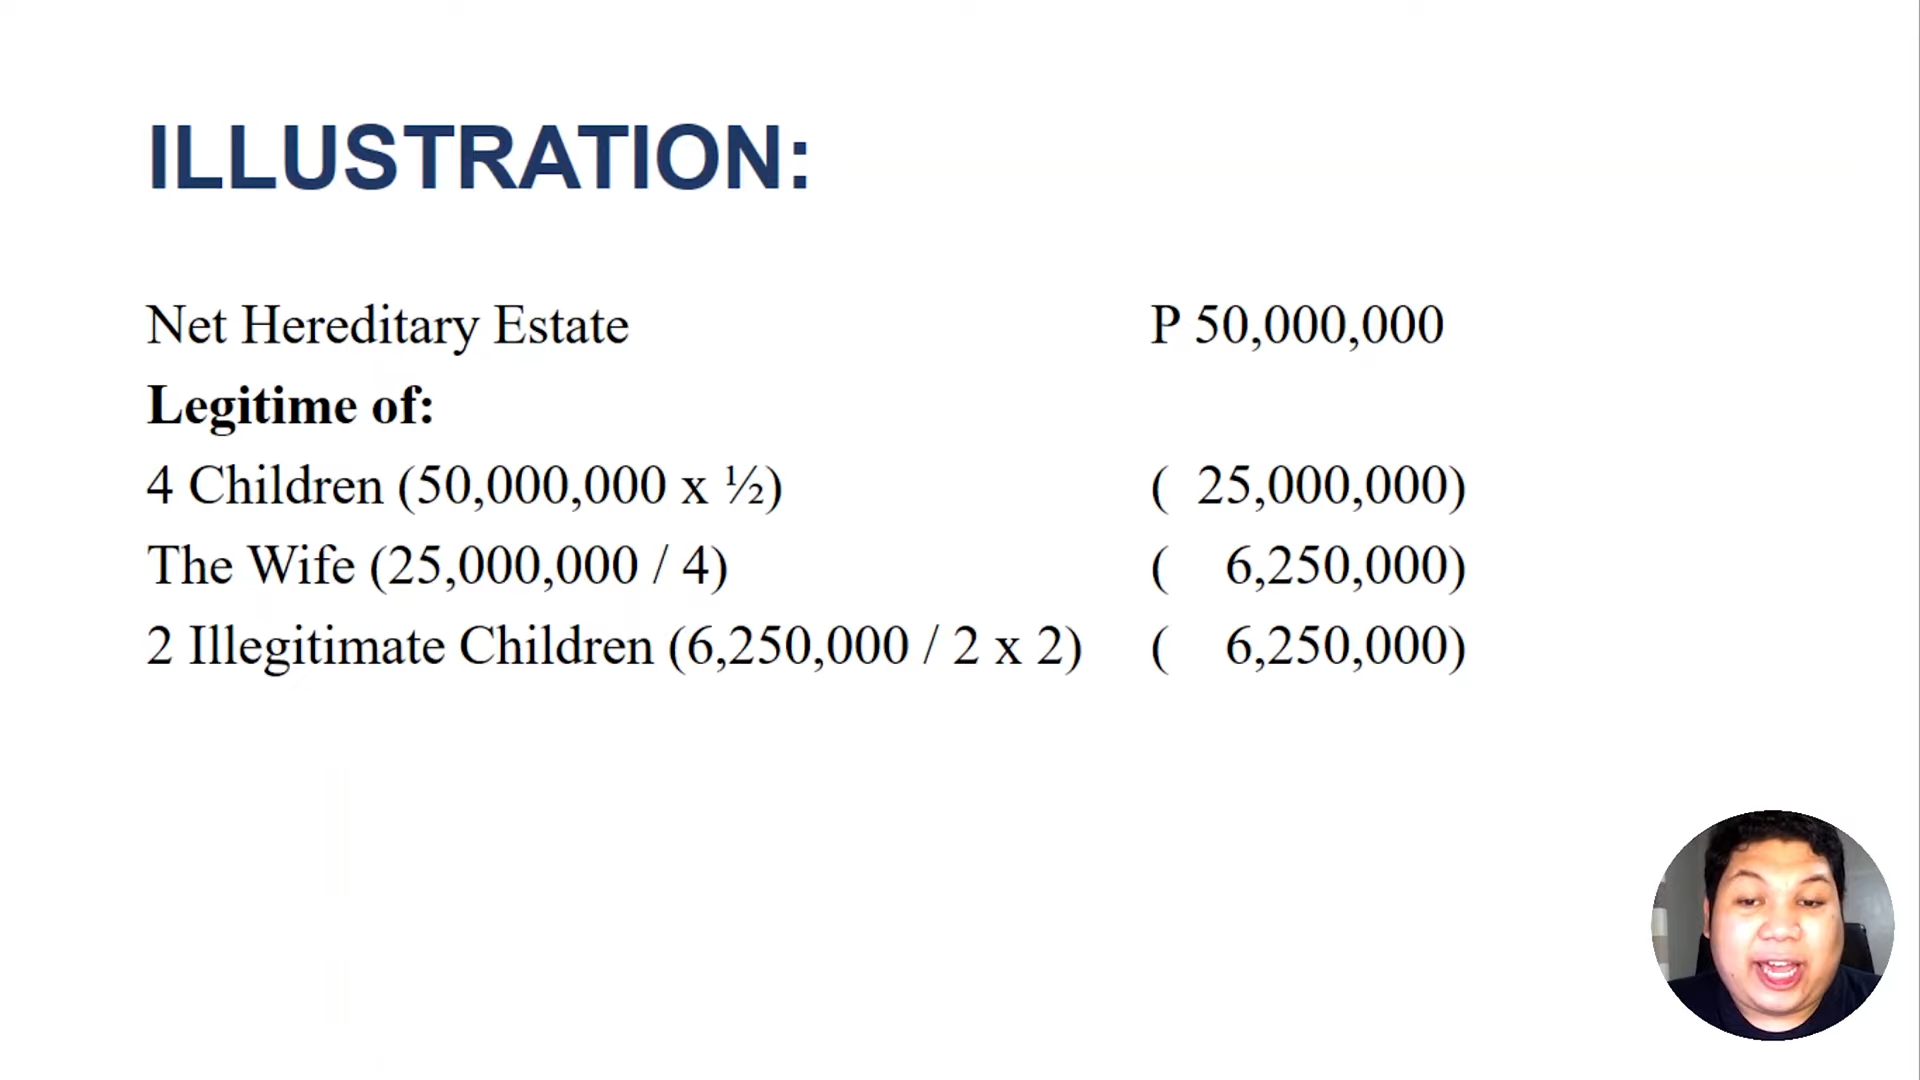 ILLUSTRATION:
Net Hereditary Estate P 50,000,000
Legitime of:
4 Children (50,000,000 x ½) ( 25,000,000)
The Wife (25,000,000 / 4) ( 6,250,000)
2 Illegitimate Children (6,250,000 / 2 x 2) ( 6,250,000)